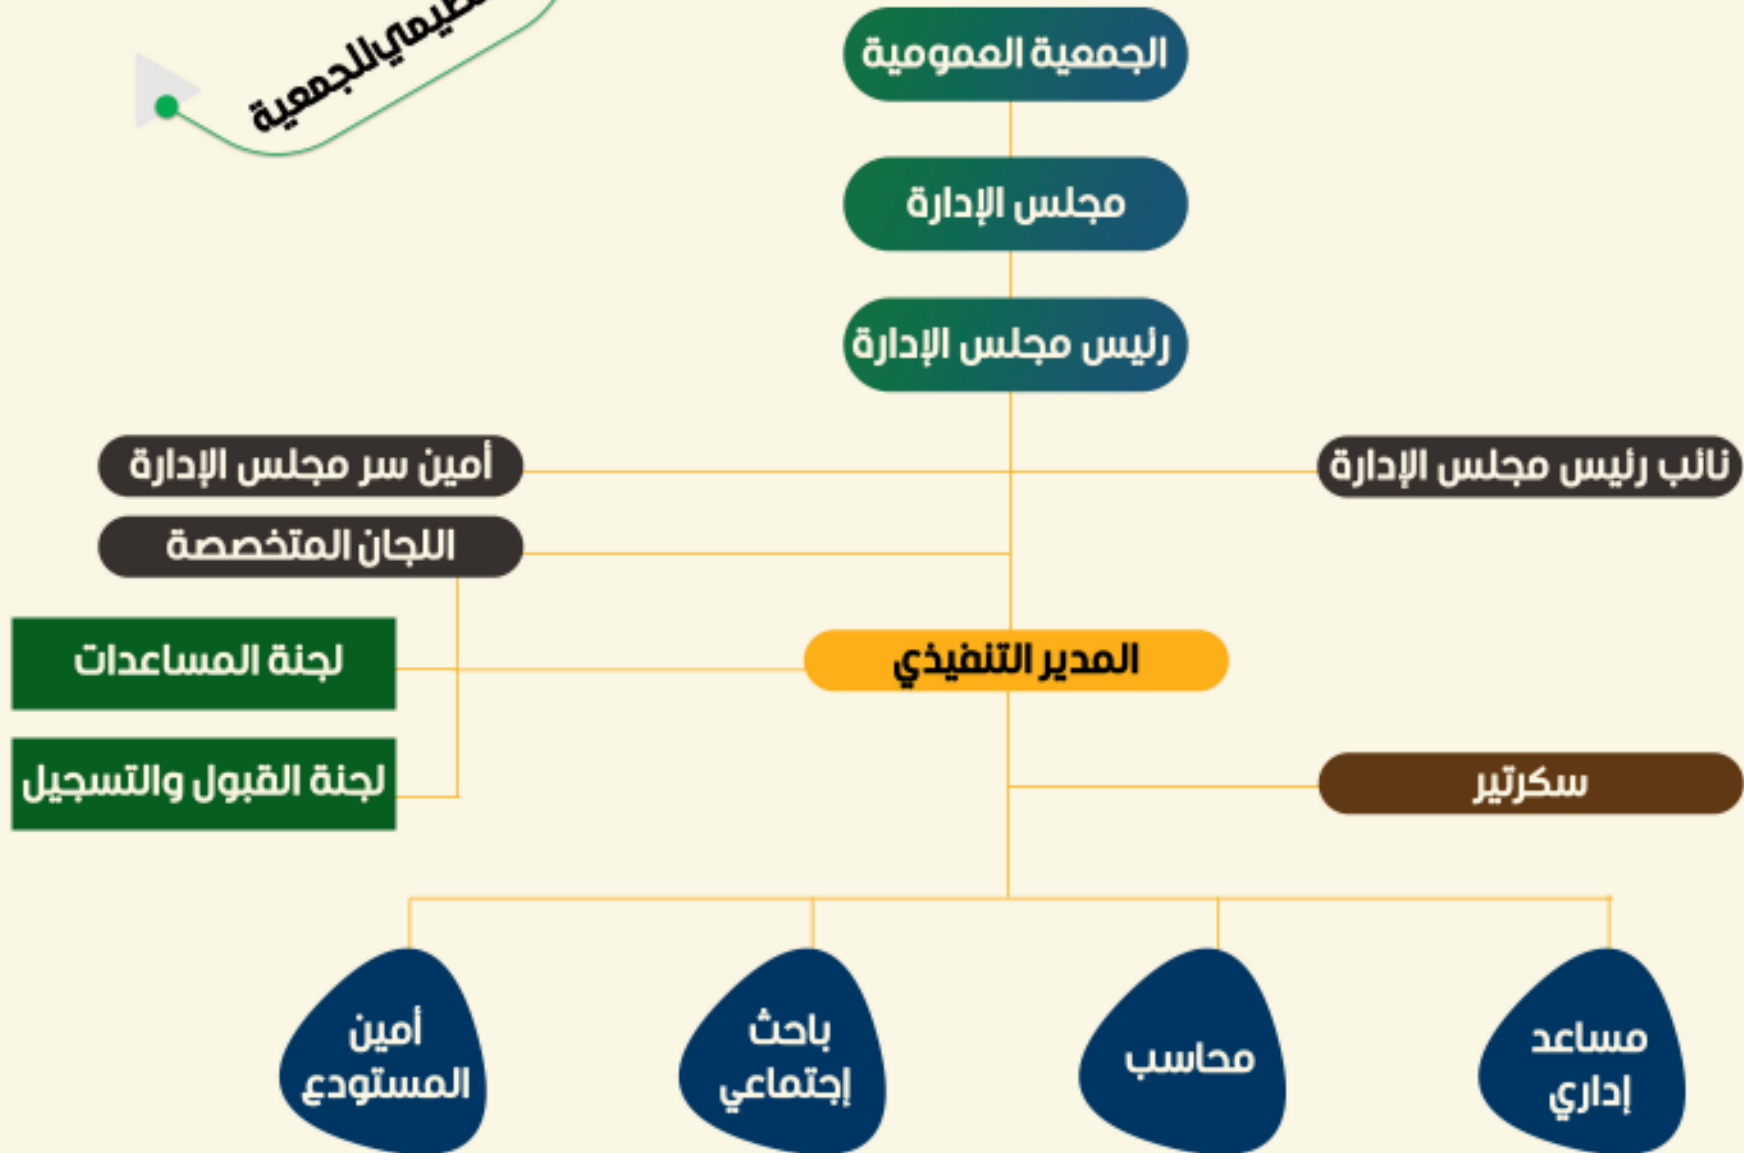 للجمعية
الجمعية العمومية
مجلس الإدارة
رئيس مجلس الإدارة
نائب رئيس مجلس الإدارة
أمين سر مجلس الإدارة
اللجان المتخصصة
المدير التنفيذي
لجنة المساعدات
سكرتير
لجنة القبول والتسجيل
مساعد
إداري
محاسب
باحث
إجتماعي
أمين
المستودع